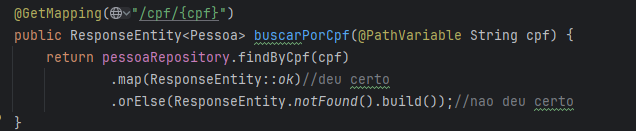 @GetMapping("/cpf/{cpf}")
public ResponseEntity<Pessoa> buscarPorCpf(@PathVariable String cpf) {
return pessoaRepository.findByCpf(cpf)
.map(ResponseEntity::ok)//deu certo
.orElse(ResponseEntity.notFound().build());//nao deu certo
}